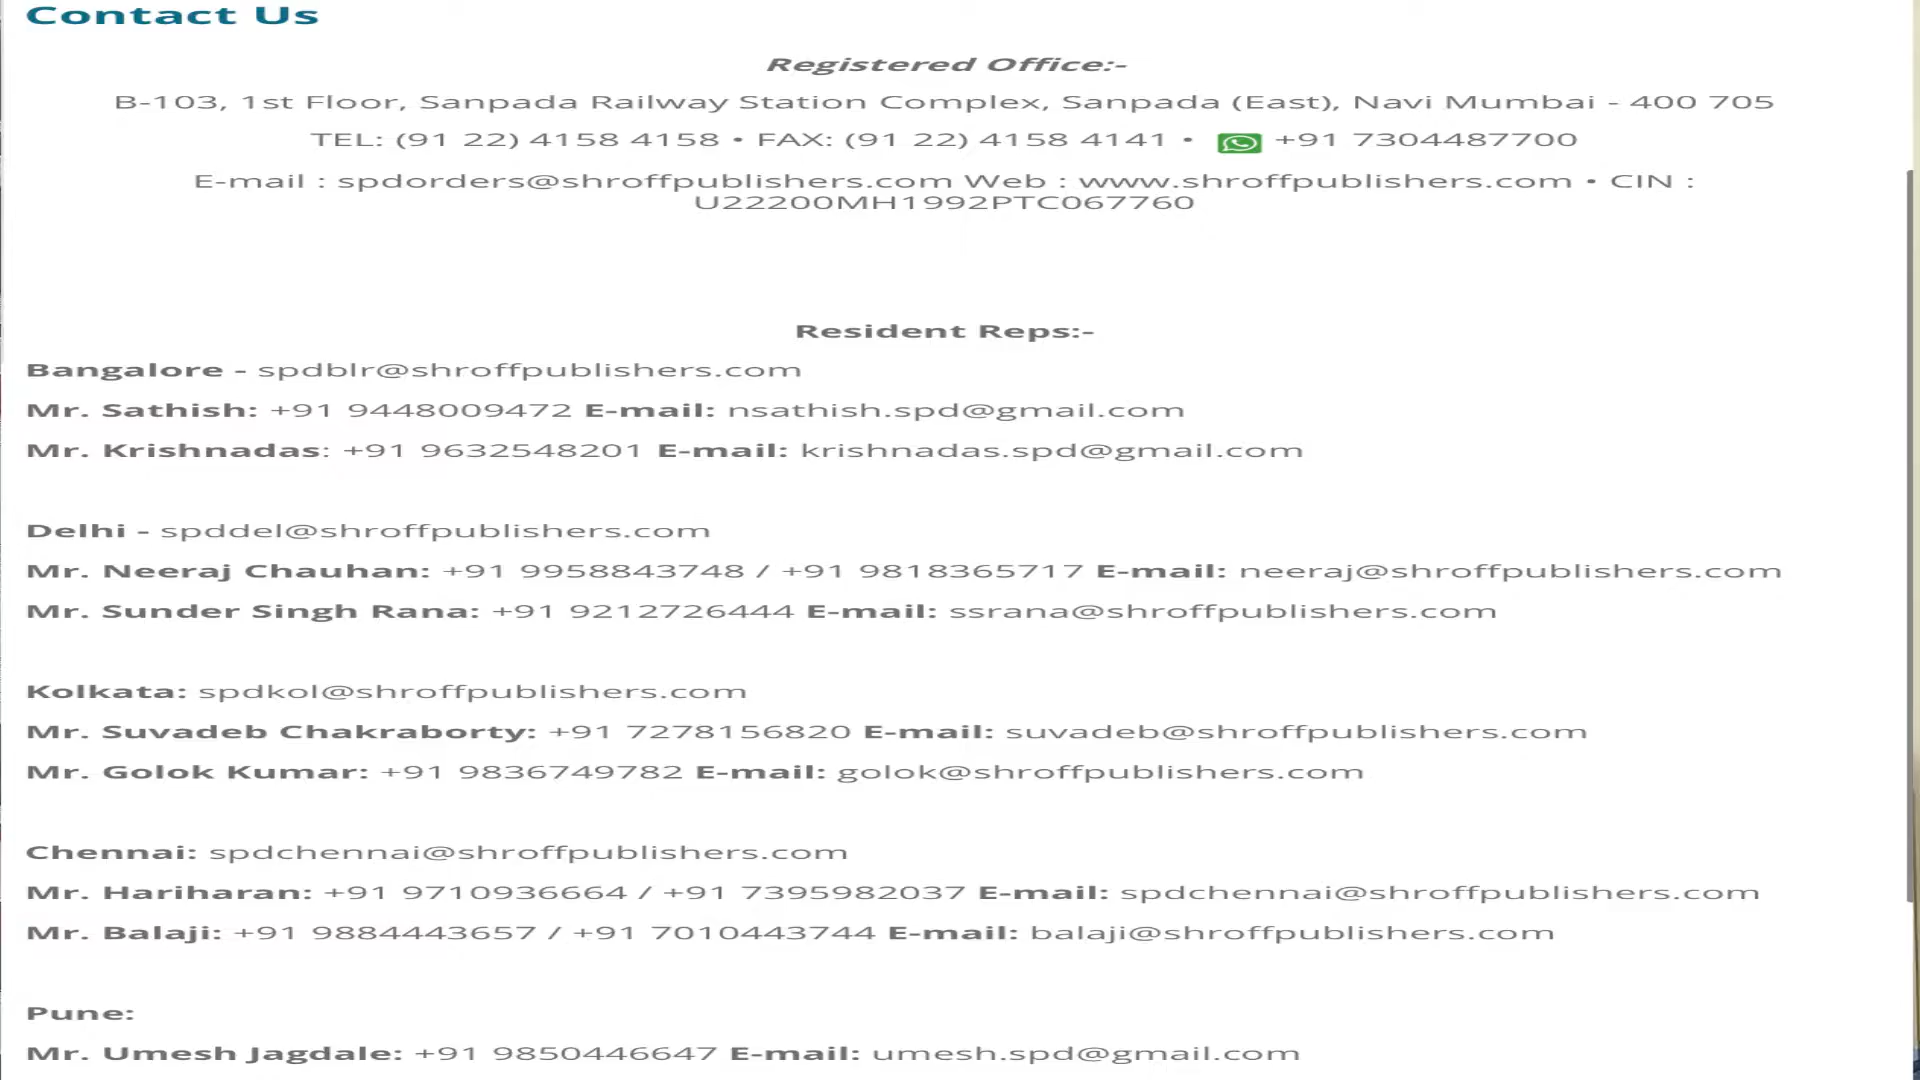 Contact Us
Registered Office:-
B-103, 1st Floor, Sanpada Railway Station Complex, Sanpada (East), Navi Mumbai - 400 705
TEL: (91 22) 4158 4158 • FAX: (91 22) 4158 4141 • +91 7304487700
E-mail : spdorders@shroffpublishers.com Web : www.shroffpublishers.com • CIN :
U22200MH1992PTC067760
Resident Reps:-
Bangalore - spdblr@shroffpublishers.com
Mr. Sathish: +91 9448009472 E-mail: nsathish.spd@gmail.com
Mr. Krishnadas: +91 9632548201 E-mail: krishnadas.spd@gmail.com
Delhi - spddel@shroffpublishers.com
Mr. Neeraj Chauhan: +91 9958843748 / +91 9818365717 E-mail: neeraj@shroffpublishers.com
Mr. Sunder Singh Rana: +91 9212726444 E-mail: ssrana@shroffpublishers.com
Kolkata: spdkol@shroffpublishers.com
Mr. Suvadeb Chakraborty: +91 7278156820 E-mail: suvadeb@shroffpublishers.com
Mr. Golok Kumar: +91 9836749782 E-mail: golok@shroffpublishers.com
Chennai: spdchennai@shroffpublishers.com
Mr. Hariharan: +91 9710936664 / +91 7395982037 E-mail: spdchennai@shroffpublishers.com
Mr. Balaji: +91 9884443657 / +91 7010443744 E-mail: balaji@shroffpublishers.com
Pune:
Mr. Umesh Jagdale: +91 9850446647 E-mail: umesh.spd@gmail.com